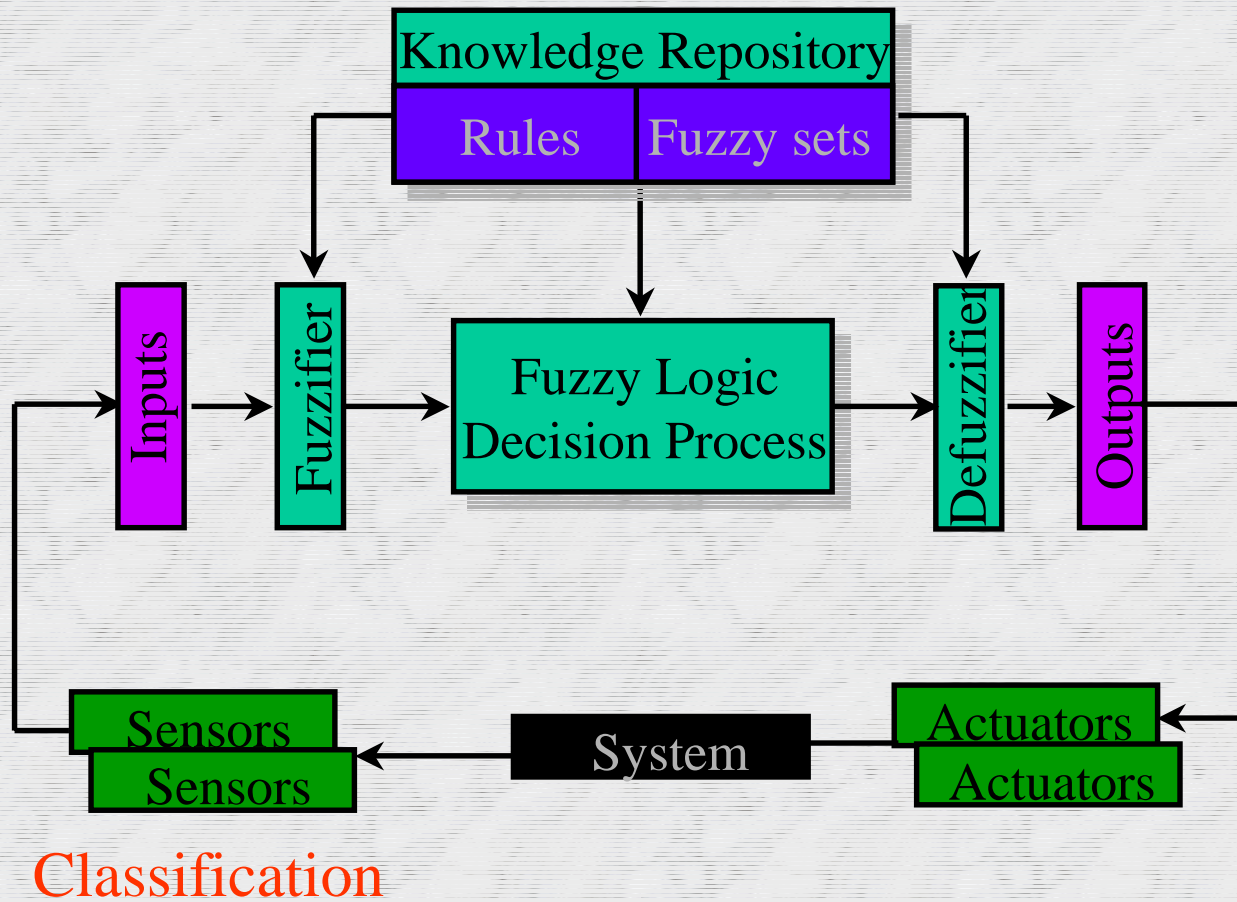 Knowledge Repository
Rules
Fuzzy sets
Inputs
Fuzzifier
Fuzzy Logic
Decision Process
Defuzzifier
Outputs
Sensors
Sensors
System
Actuators
Actuators
Classification